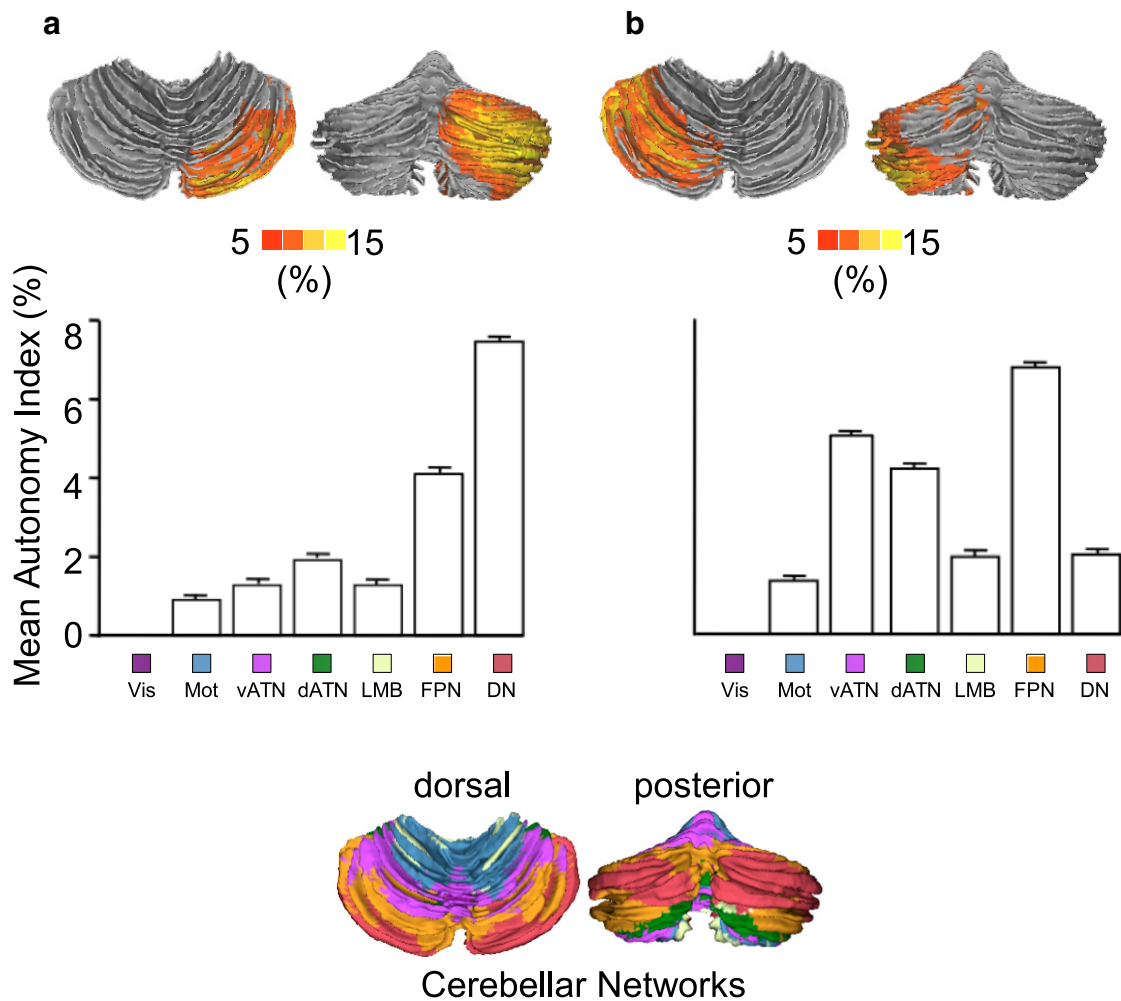 a b
5 15 5 15
(%) (%)
Mean Autonomy Index (%)
8
6
4
2
0
Vis Mot vATN dATN LMB FPN DN Vis Mot vATN dATN LMB FPN DN
dorsal posterior
Cerebellar Networks